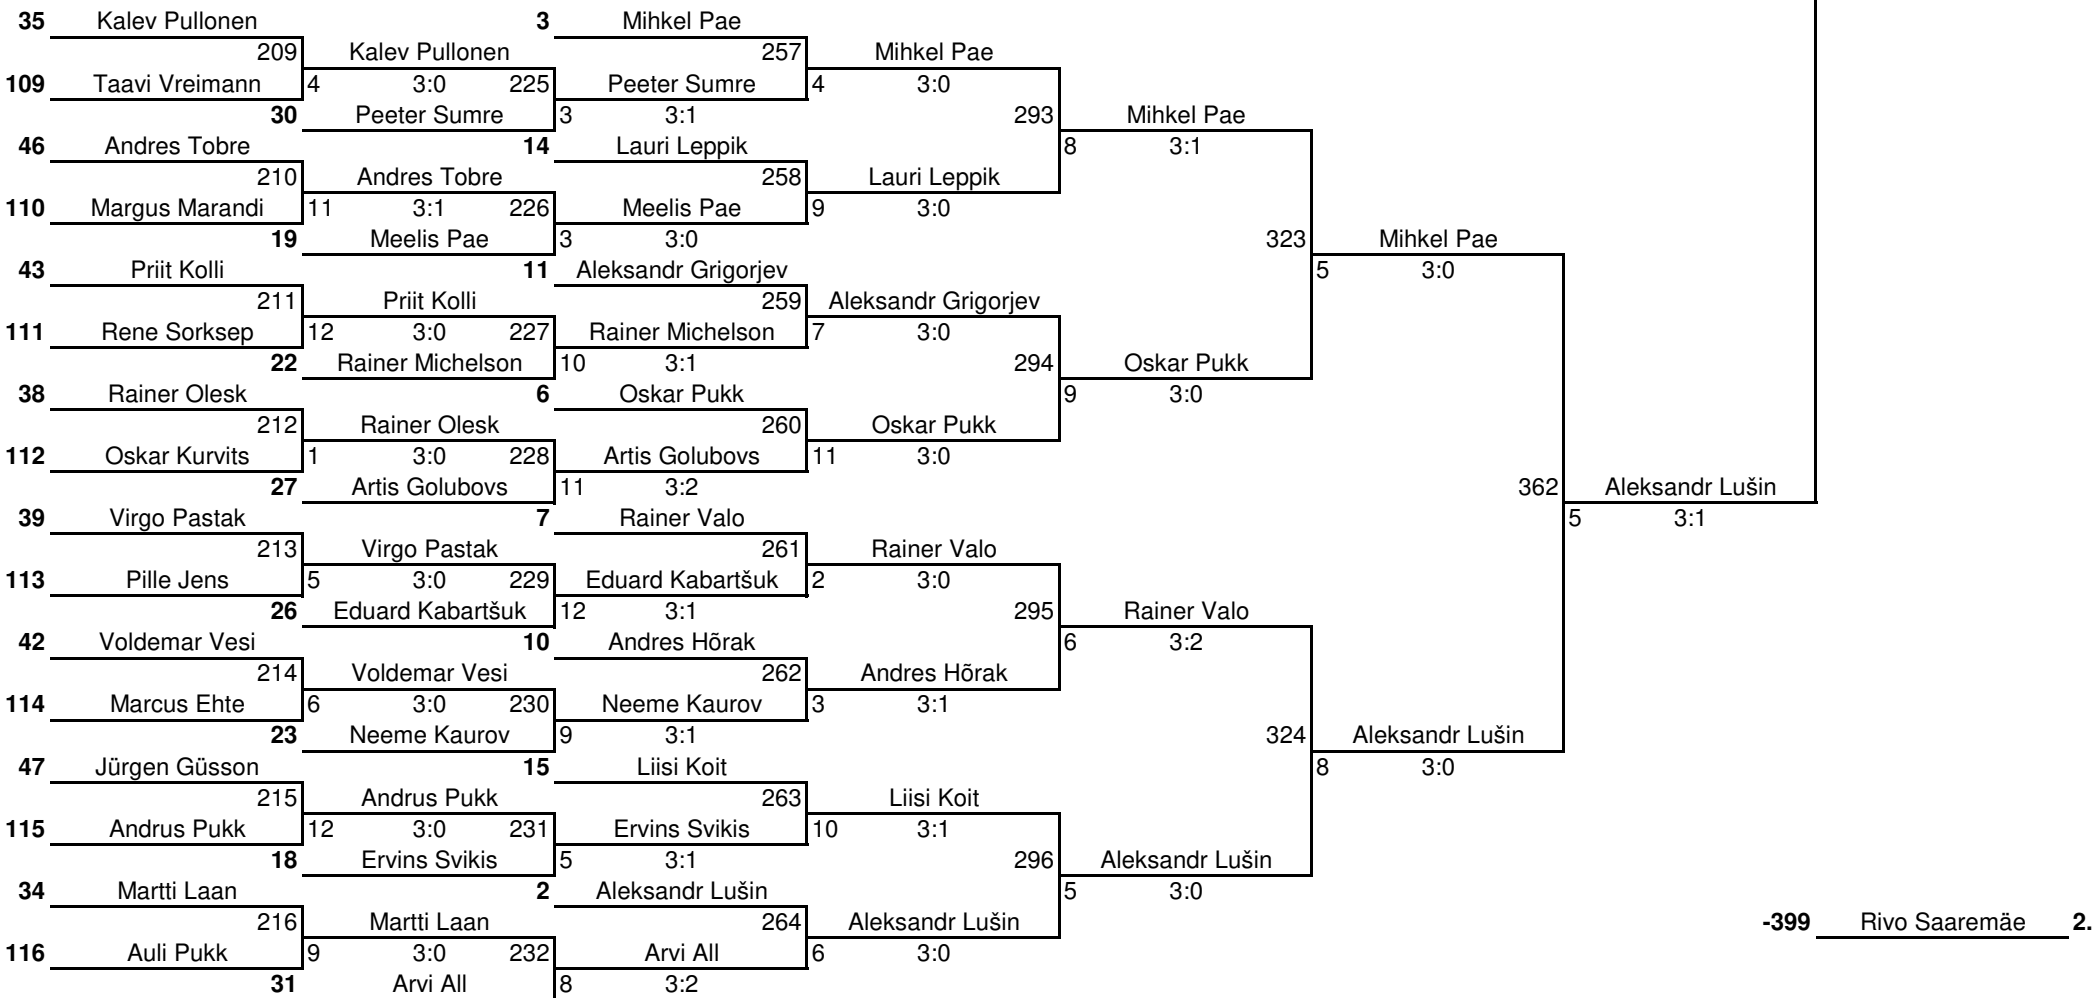 35 Kalev Pullonen 3 Mihkel Pae
209 Kalev Pullonen 257 Mihkel Pae
109 Taavi Vreimann 4 3:0 225 Peeter Sumre 4 3:0
30 Peeter Sumre 3 3:1 293 Mihkel Pae
46 Andres Tobre 14 Lauri Leppik 8 3:1
210 Andres Tobre 258 Lauri Leppik
110 Margus Marandi 11 3:1 226 Meelis Pae 9 3:0
19 Meelis Pae 3 3:0 323 Mihkel Pae
43 Priit Kolli 11 Aleksandr Grigorjev 5 3:0
211 Priit Kolli 259 Aleksandr Grigorjev
111 Rene Sorksep 12 3:0 227 Rainer Michelson 7 3:0
22 Rainer Michelson 10 3:1 294 Oskar Pukk
38 Rainer Olesk 6 Oskar Pukk 9 3:0
212 Rainer Olesk 260 Oskar Pukk
112 Oskar Kurvits 1 3:0 228 Artis Golubovs 11 3:0
27 Artis Golubovs 11 3:2 362 Aleksandr Lušin
39 Virgo Pastak 7 Rainer Valo 5 3:1
213 Virgo Pastak 261 Rainer Valo
113 Pille Jens 5 3:0 229 Eduard Kabartšuk 2 3:0
26 Eduard Kabartšuk 12 3:1 295 Rainer Valo
42 Voldemar Vesi 10 Andres Hõrak 6 3:2
214 Voldemar Vesi 262 Andres Hõrak
114 Marcus Ehte 6 3:0 230 Neeme Kaurov 3 3:1
23 Neeme Kaurov 9 3:1 324 Aleksandr Lušin
47 Jürgen Güsson 15 Liisi Koit 8 3:0
215 Andrus Pukk 263 Liisi Koit
115 Andrus Pukk 12 3:0 231 Ervins Svikis 10 3:1
18 Ervins Svikis 5 3:1 296 Aleksandr Lušin
34 Martti Laan 2 Aleksandr Lušin 5 3:0
216 Martti Laan 264 Aleksandr Lušin -399 Rivo Saaremäe 2.
116 Auli Pukk 9 3:0 232 Arvi All 6 3:0
31 Arvi All 8 3:2